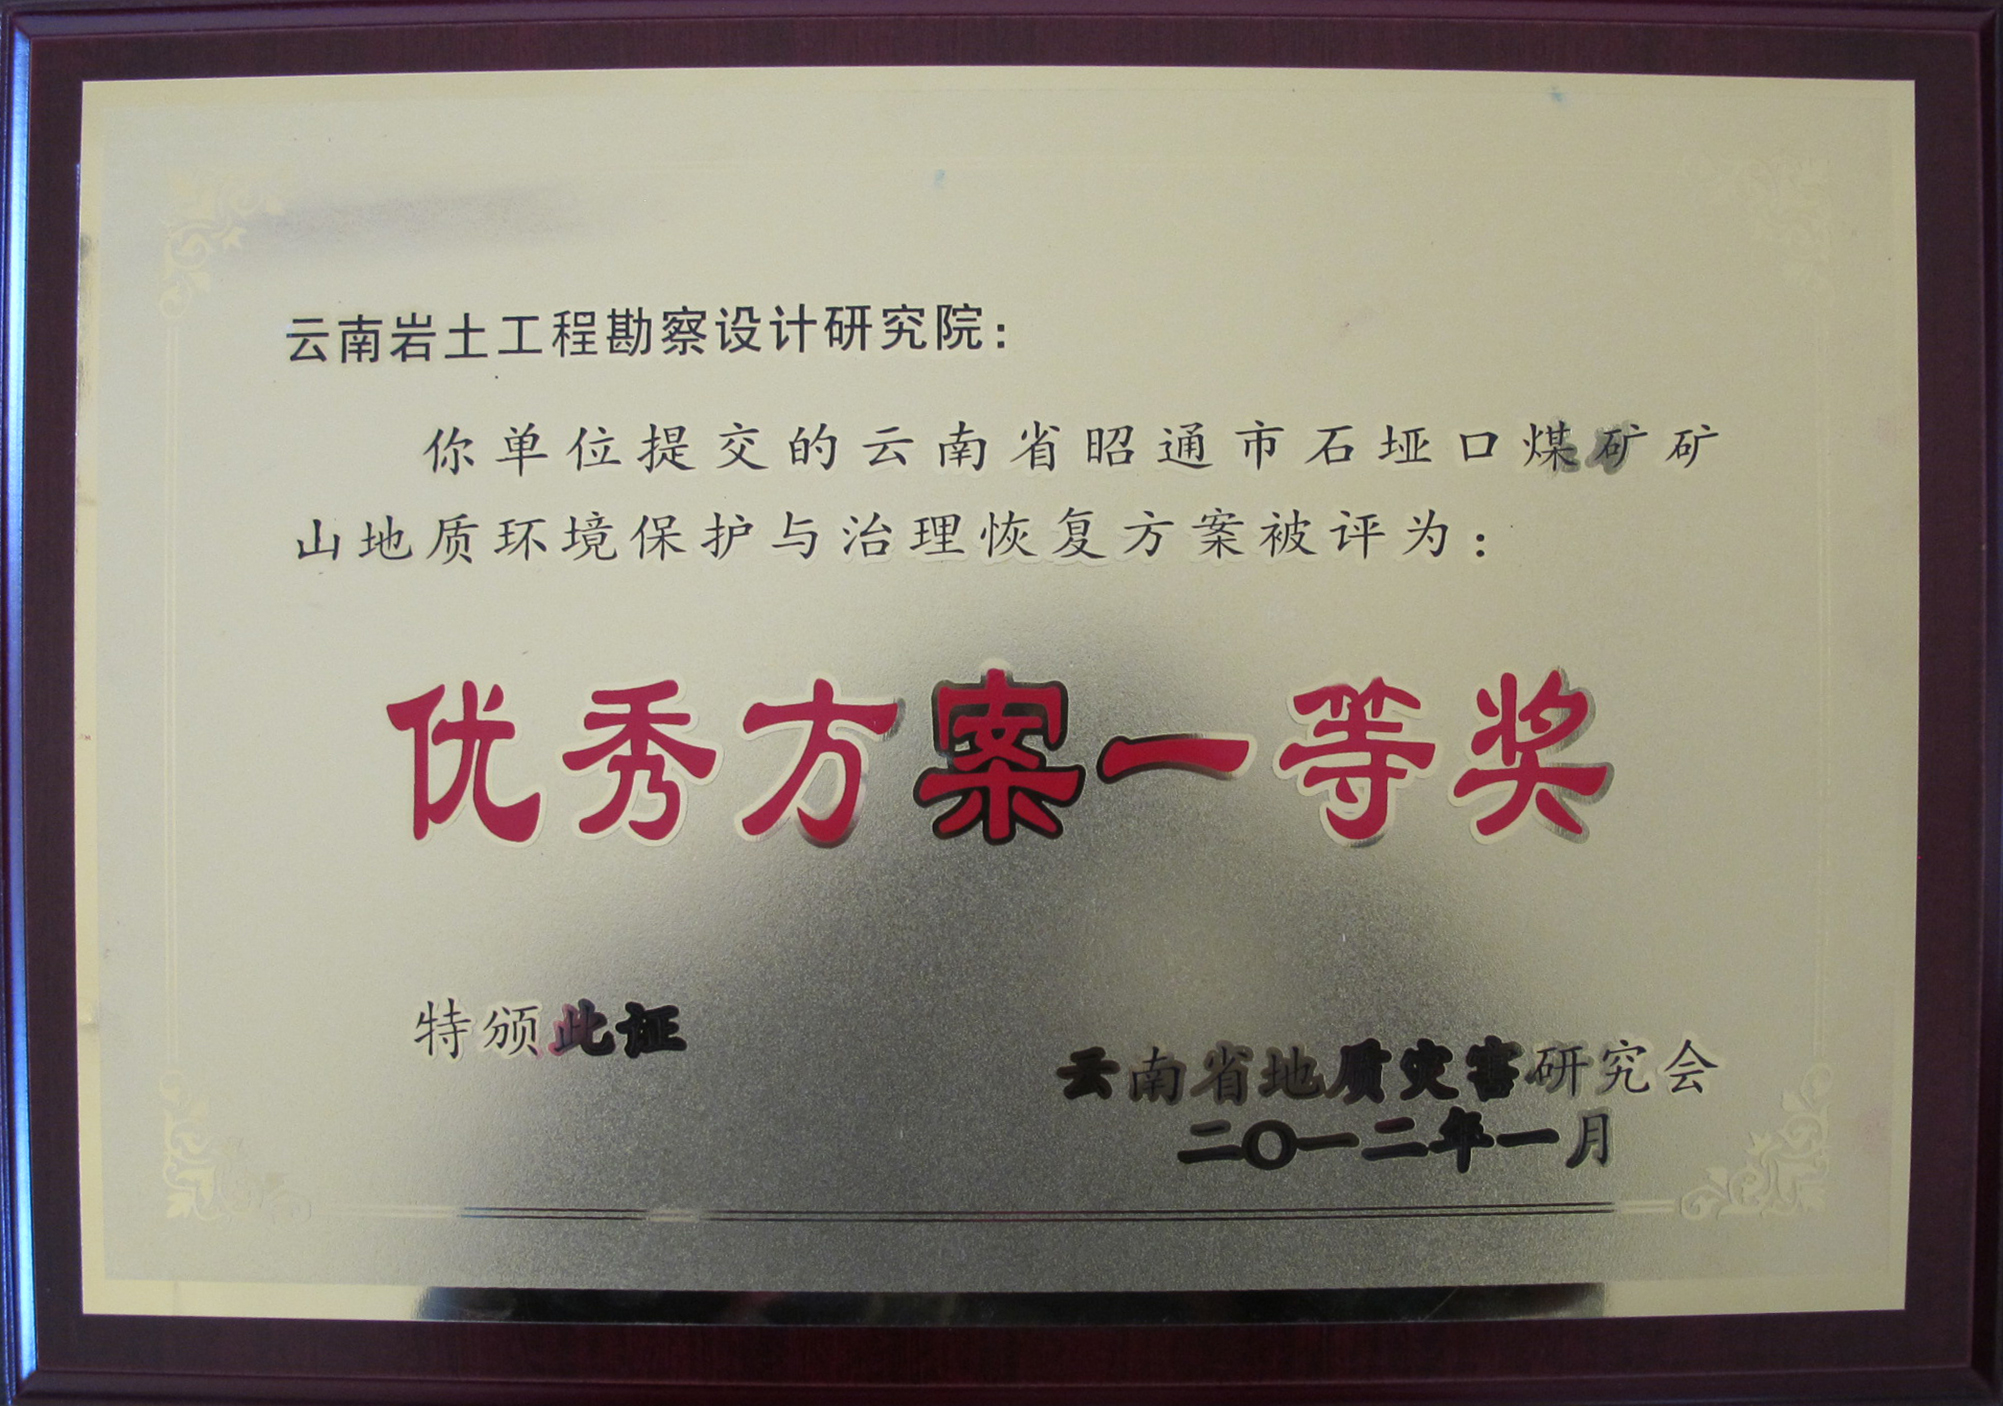 云南岩土工程勘察设计研究院：
你单位提交的云南省昭通市石垭口煤矿矿
山地质环境保护与治理恢复方案被评为：
优秀方案一等奖
特颁此证
云南省地质灾害研究会
二〇一二年一月